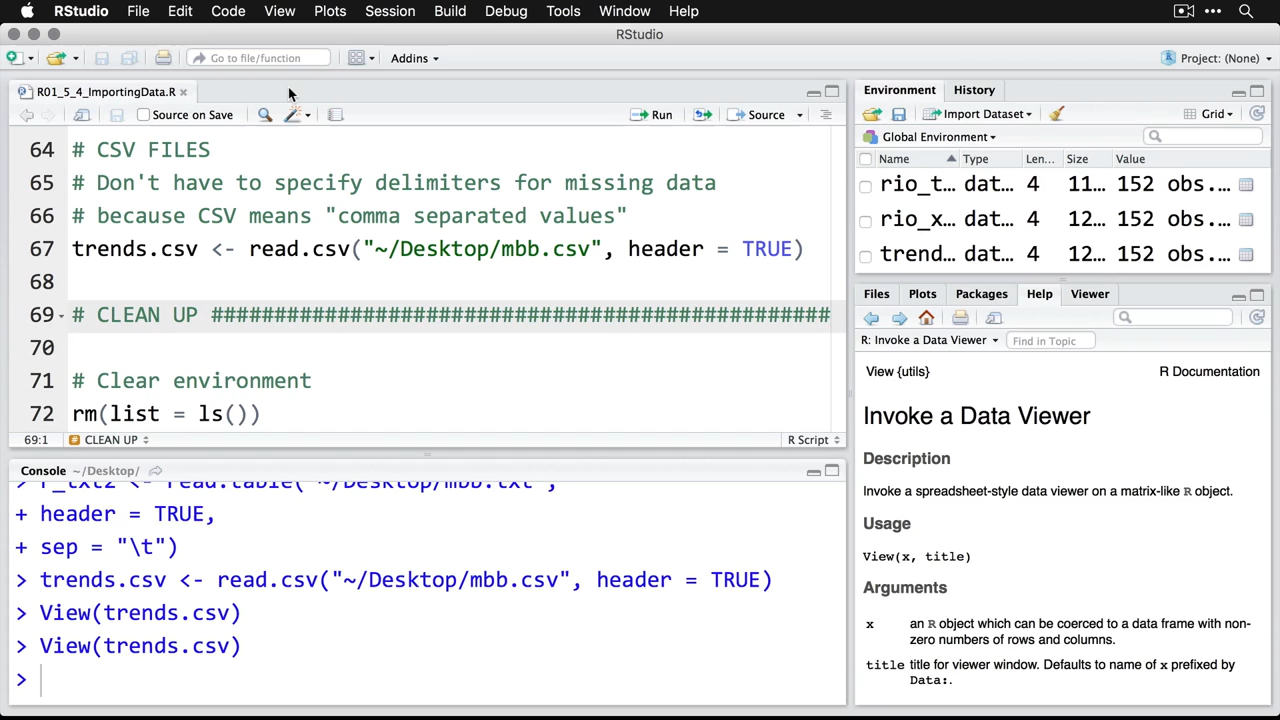 RStudio File Edit Code View Plots Session Build Debug Tools Window Help
RStudio
Go to file/function Addins Project: (None)
R01_5_4_ImportingData.R
Source on Save Run Source
64 # CSV FILES
65 # Don't have to specify delimiters for missing data
66 # because CSV means "comma separated values"
67 trends.csv <- read.csv("~/Desktop/mbb.csv", header = TRUE)
68
69 # CLEAN UP #################################################
70
71 # Clear environment
72 rm(list = ls())
69:1 CLEAN UP R Script
Console ~/Desktop/
> r_txt2 <- read.table("~/Desktop/mbb.txt",
+ header = TRUE,
+ sep = "\t")
> trends.csv <- read.csv("~/Desktop/mbb.csv", header = TRUE)
> View(trends.csv)
> View(trends.csv)
>
Environment History
Import Dataset Grid
Global Environment
Name Type Len... Size Value
rio_t... dat... 4 11... 152 obs....
rio_x... dat... 4 12... 152 obs....
trend... dat... 4 12... 152 obs....
Files Plots Packages Help Viewer
R: Invoke a Data Viewer Find in Topic
View {utils} R Documentation
Invoke a Data Viewer
Description
Invoke a spreadsheet-style data viewer on a matrix-like R object.
Usage
View(x, title)
Arguments
x an R object which can be coerced to a data frame with non-
zero numbers of rows and columns.
title title for viewer window. Defaults to name of x prefixed by
Data:.